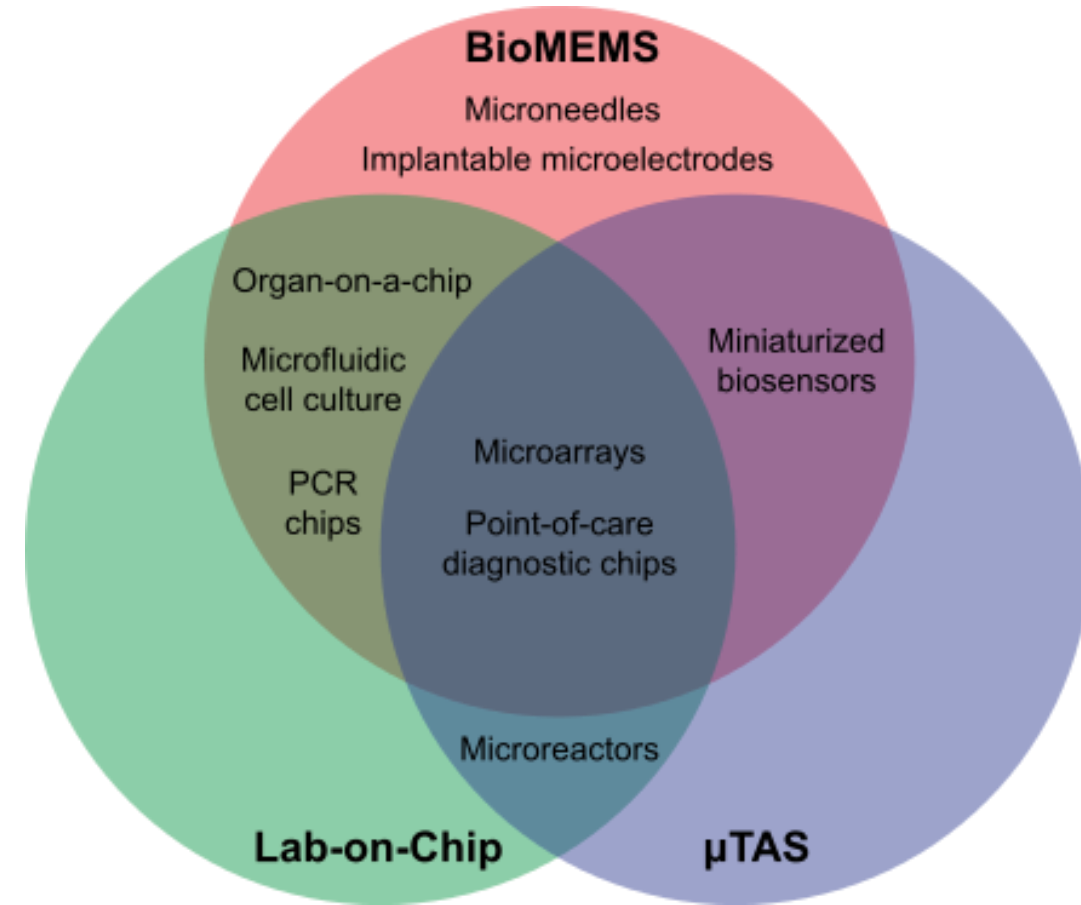 BioMEMS
Microneedles
Implantable microelectrodes
Organ-on-a-chip
Microfluidic
cell culture
PCR
chips
Miniaturized
biosensors
Microarrays
Point-of-care
diagnostic chips
Microreactors
Lab-on-Chip
μTAS